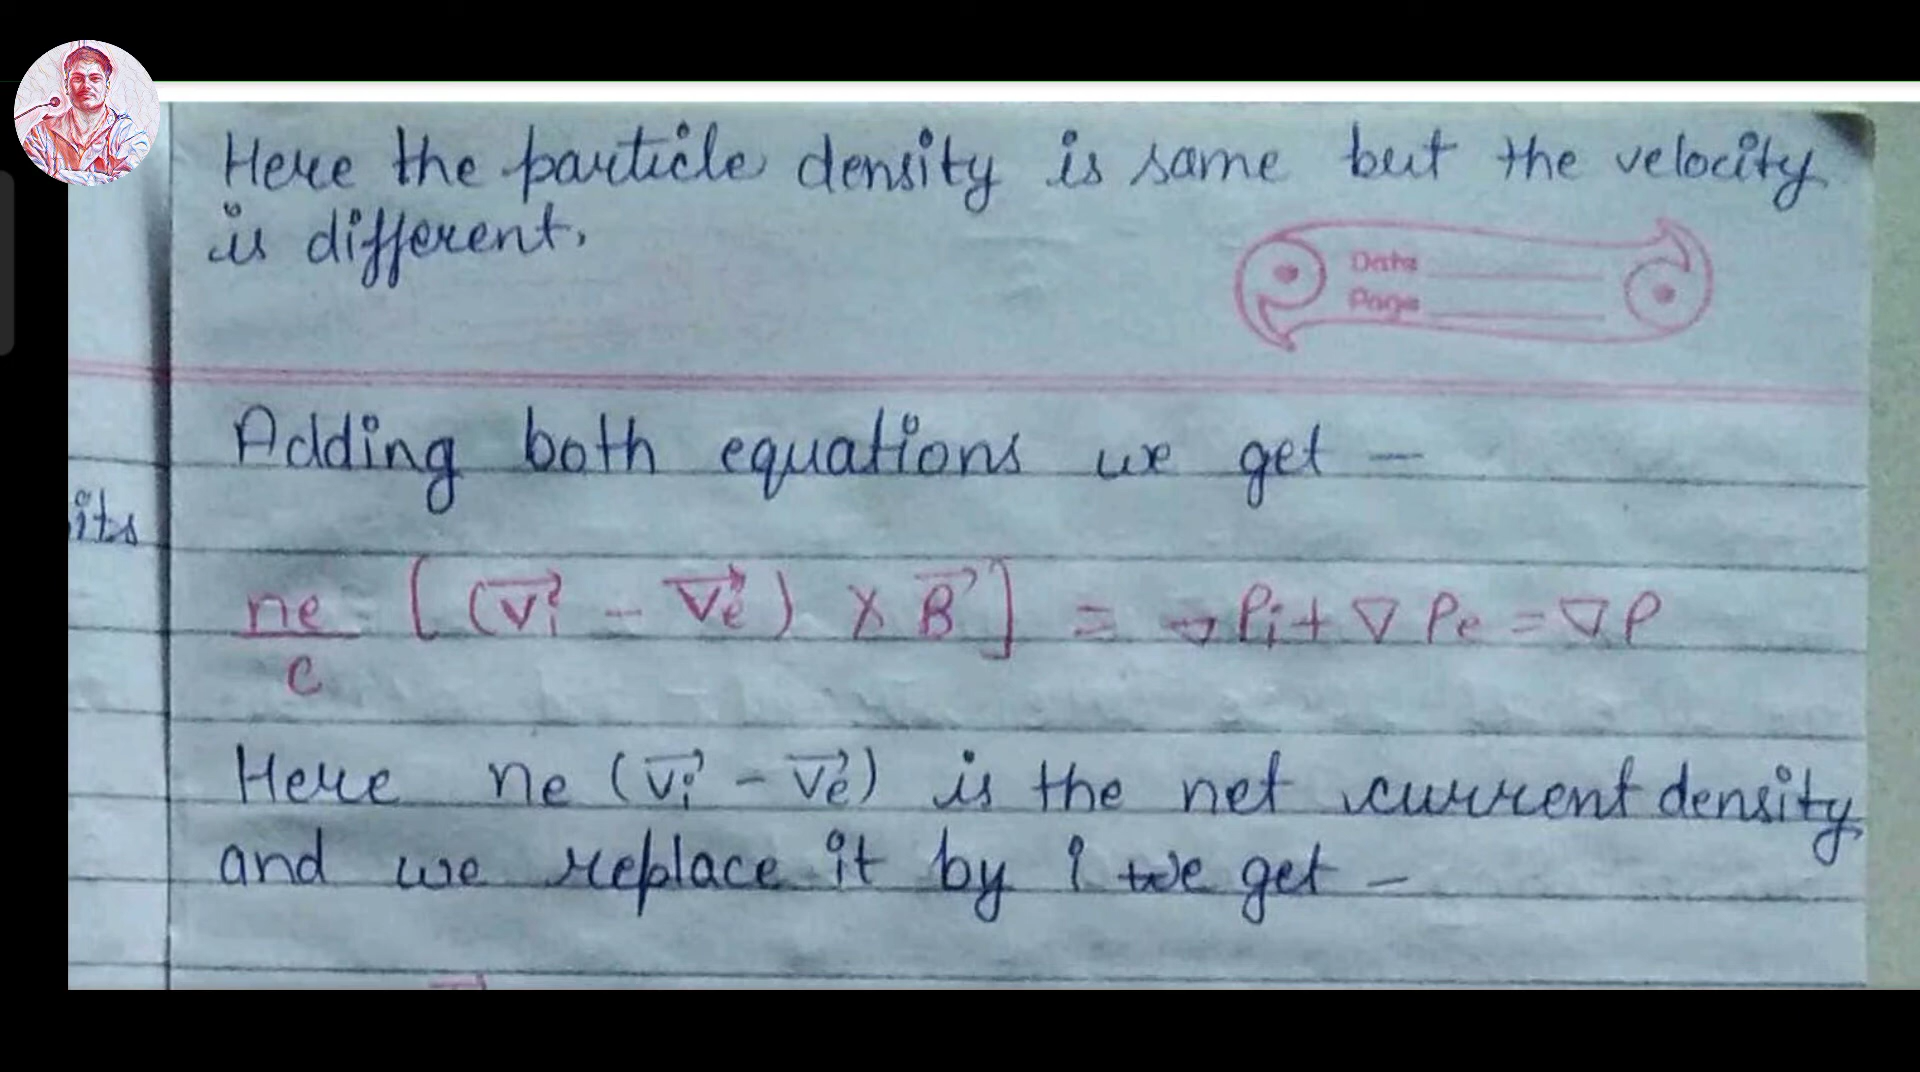 Here the particle density is same but the velocity
is different.
Date
Page
Adding both equations we get –
its
ne/c [(v⃗i – v⃗e) × B⃗] = ∇Pi + ∇Pe = ∇P
Here ne (v⃗i – v⃗e) is the net current density
and we replace it by i we get –